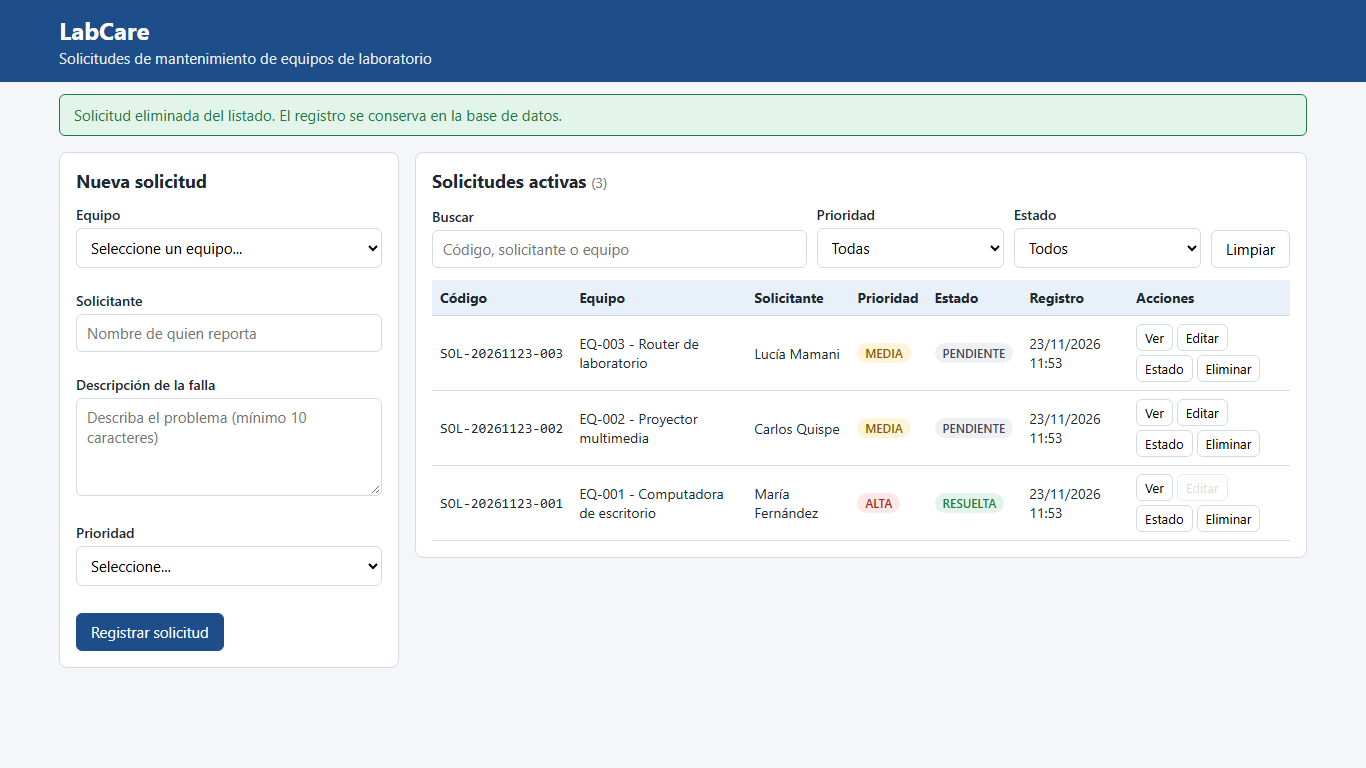 LabCare
Solicitudes de mantenimiento de equipos de laboratorio
Solicitud eliminada del listado. El registro se conserva en la base de datos.
Nueva solicitud
Equipo
Seleccione un equipo...
Solicitante
Nombre de quien reporta
Descripción de la falla
Describa el problema (mínimo 10
caracteres)
Prioridad
Seleccione...
Registrar solicitud
Solicitudes activas (3)
Buscar
Código, solicitante o equipo
Prioridad
Todas
Estado
Todos
Limpiar
Código Equipo Solicitante Prioridad Estado Registro Acciones
SOL-20261123-003 EQ-003 - Router de laboratorio Lucía Mamani MEDIA PENDIENTE 23/11/2026 11:53 Ver Editar Estado Eliminar
SOL-20261123-002 EQ-002 - Proyector multimedia Carlos Quispe MEDIA PENDIENTE 23/11/2026 11:53 Ver Editar Estado Eliminar
SOL-20261123-001 EQ-001 - Computadora de escritorio María Fernández ALTA RESUELTA 23/11/2026 11:53 Ver Editar Estado Eliminar